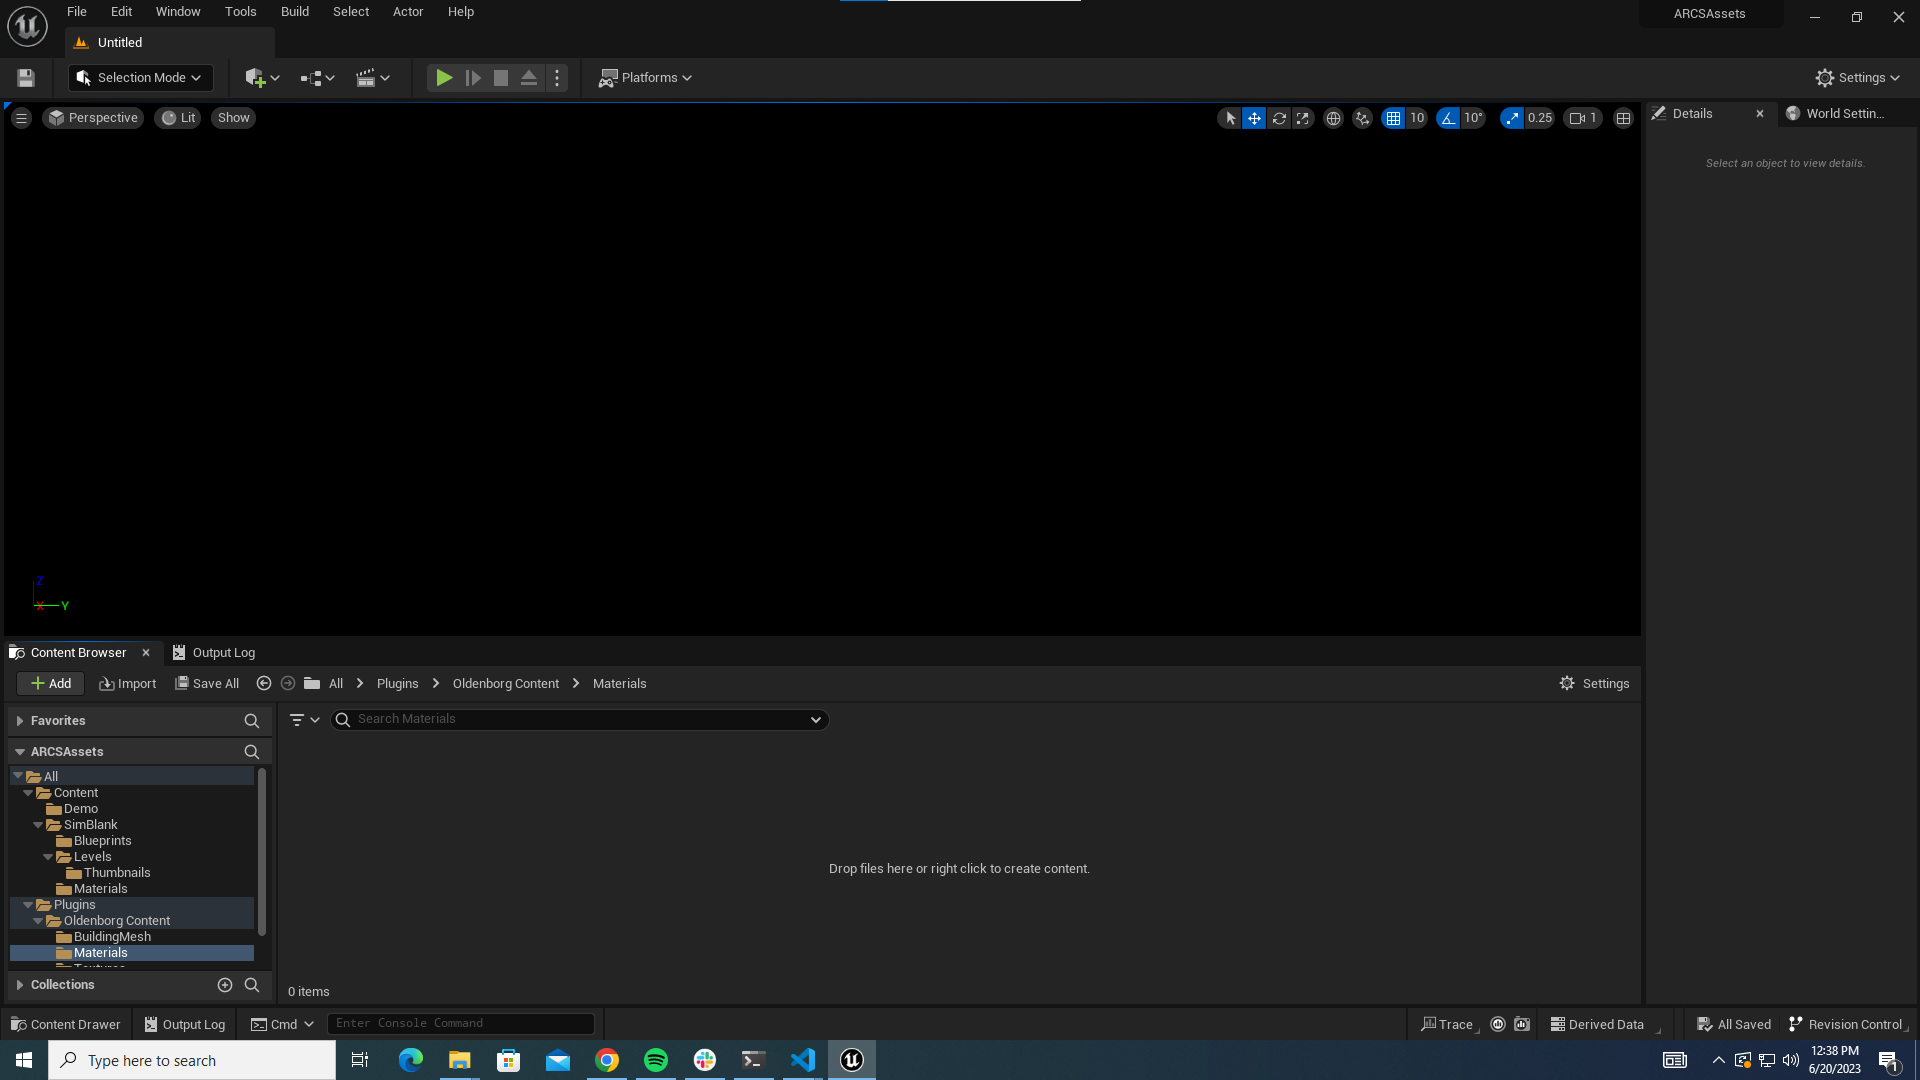 File Edit Window Tools Build Select Actor Help
ARCSAssets
Untitled
Selection Mode
Platforms
Settings
Perspective Lit Show
10 10° 0.25 1
Details
World Settin...
Select an object to view details.
Z
X Y
Content Browser
Output Log
Add Import Save All All Plugins Oldenborg Content Materials
Settings
Favorites
Search Materials
ARCSAssets
All
Content
Demo
SimBlank
Blueprints
Levels
Thumbnails
Materials
Plugins
Oldenborg Content
BuildingMesh
Materials
Drop files here or right click to create content.
Collections
0 items
Content Drawer Output Log Cmd Enter Console Command
Trace Derived Data All Saved Revision Control
Type here to search
12:38 PM
6/20/2023
1